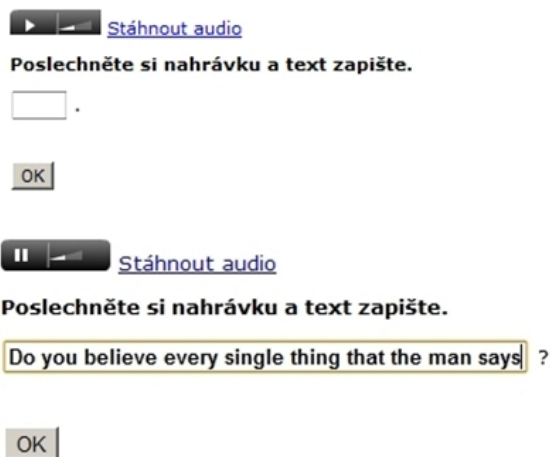 Stáhnout audio
Poslechněte si nahrávku a text zapište.
.
OK
Stáhnout audio
Poslechněte si nahrávku a text zapište.
Do you believe every single thing that the man says ?
OK